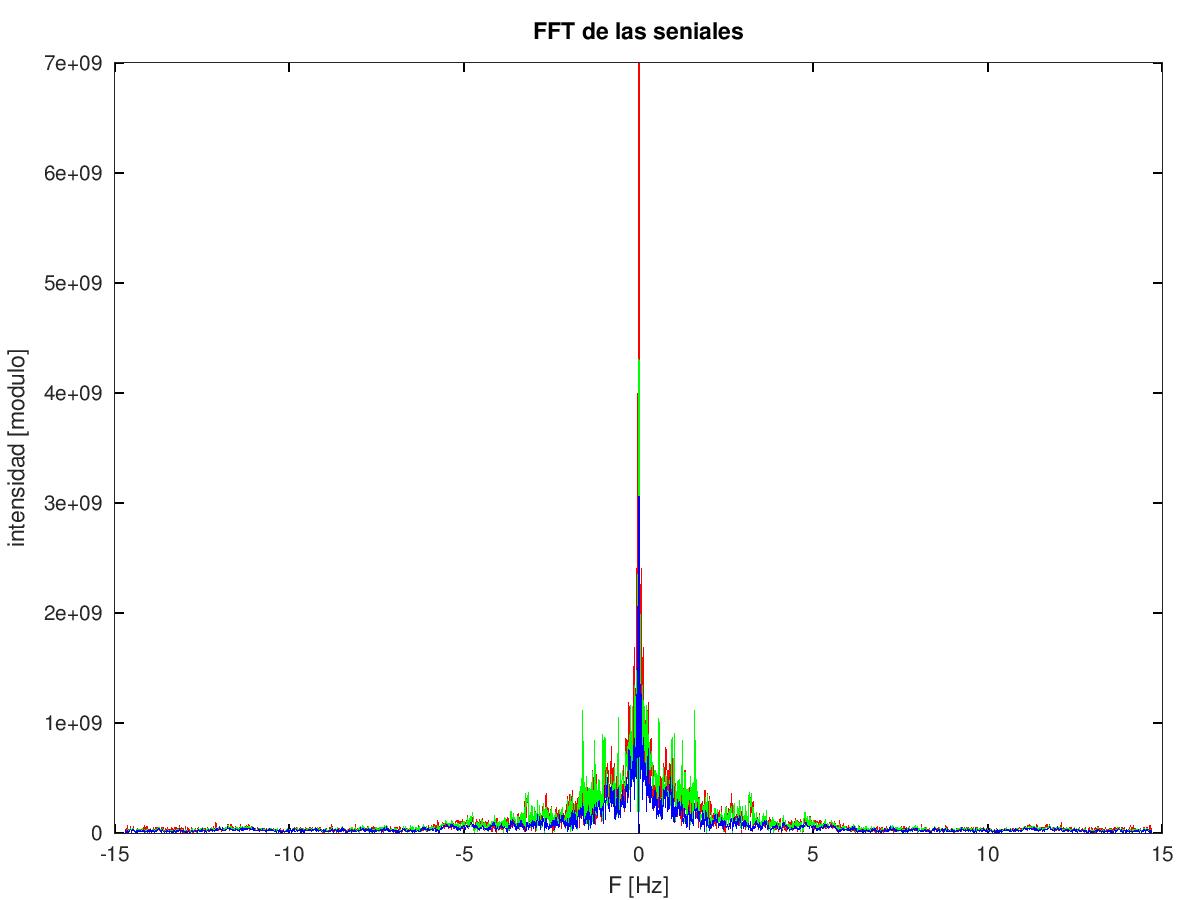 FFT de las seniales
7e+09
6e+09
5e+09
4e+09
3e+09
2e+09
1e+09
0
intensidad [modulo]
-15
-10
-5
0
5
10
15
F [Hz]